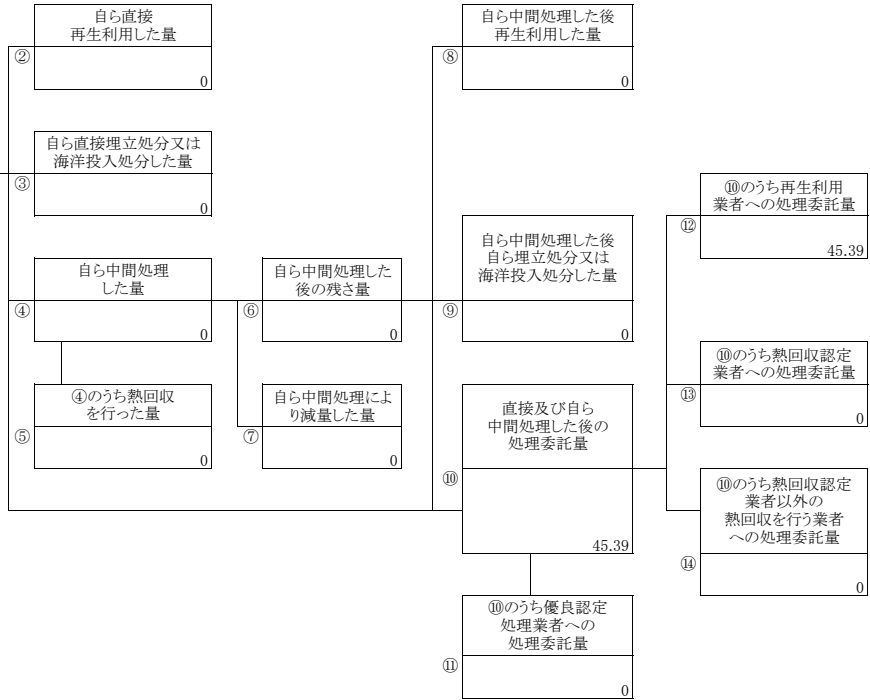 自ら直接
再生利用した量
②
0
自ら直接埋立処分又は
海洋投入処分した量
③
0
自ら中間処理
した量
④
0
④のうち熱回収
を行った量
⑤
0
自ら中間処理した
後の残さ量
⑥
0
自ら中間処理によ
り減量した量
⑦
0
自ら中間処理した後
再生利用した量
⑧
0
自ら中間処理した後
自ら埋立処分又は
海洋投入処分した量
⑨
0
直接及び自ら
中間処理した後の
処理委託量
⑩
45.39
⑩のうち優良認定
処理業者への
処理委託量
⑪
0
⑩のうち再生利用
業者への処理委託量
⑫
45.39
⑩のうち熱回収認定
業者への処理委託量
⑬
0
⑩のうち熱回収認定
業者以外の
熱回収を行う業者
への処理委託量
⑭
0